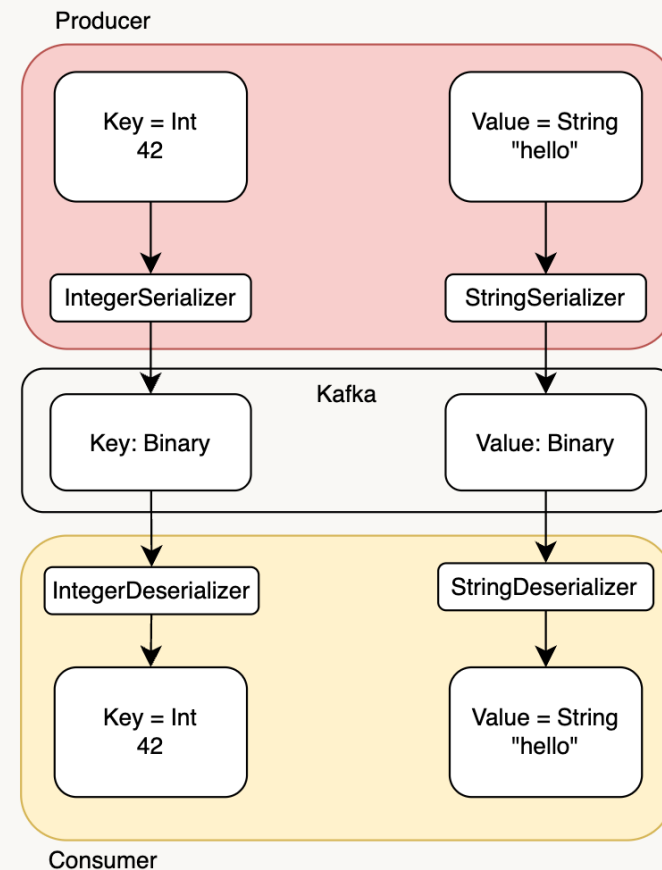 Producer
Key = Int
42
Value = String
"hello"
IntegerSerializer
StringSerializer
Kafka
Key: Binary
Value: Binary
IntegerDeserializer
StringDeserializer
Key = Int
42
Value = String
"hello"
Consumer